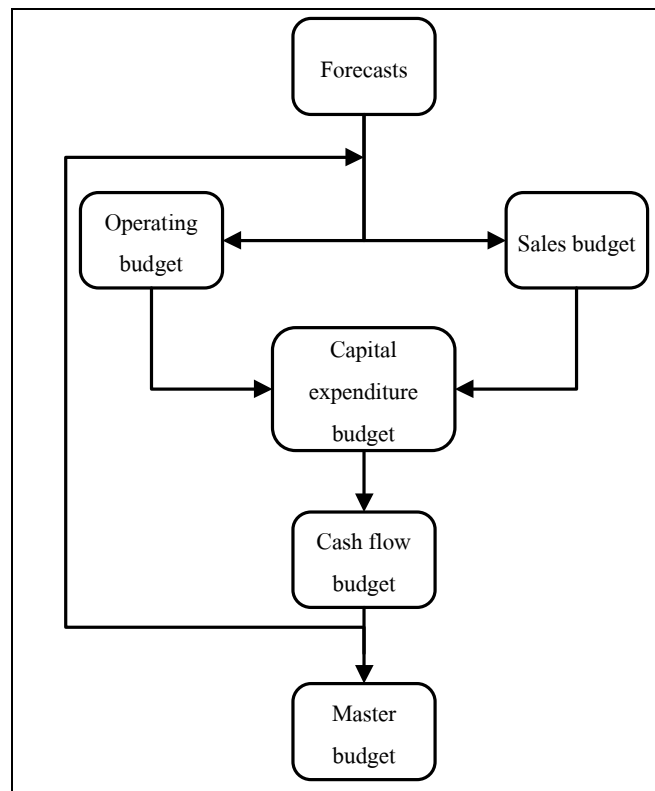 Forecasts
Operating
budget
Sales budget
Capital
expenditure
budget
Cash flow
budget
Master
budget